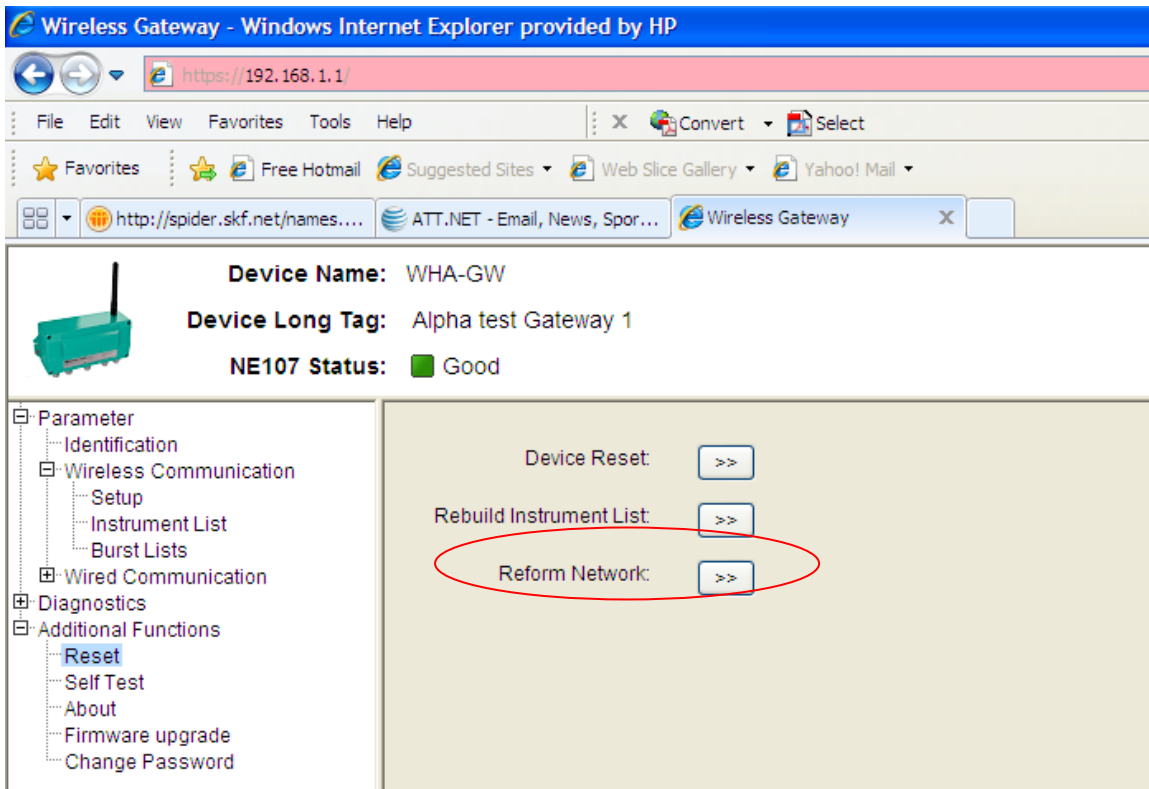 Wireless Gateway - Windows Internet Explorer provided by HP
https://192.168.1.1/
File Edit View Favorites Tools Help X Convert Select
Favorites Free Hotmail Suggested Sites Web Slice Gallery Yahoo! Mail
http://spider.skf.net/names.... ATT.NET - Email, News, Spor... Wireless Gateway X
Device Name: WHA-GW
Device Long Tag: Alpha test Gateway 1
NE107 Status: Good
Parameter
Identification
Wireless Communication
Setup
Instrument List
Burst Lists
Wired Communication
Diagnostics
Additional Functions
Reset
Self Test
About
Firmware upgrade
Change Password
Device Reset: >>
Rebuild Instrument List: >>
Reform Network: >>